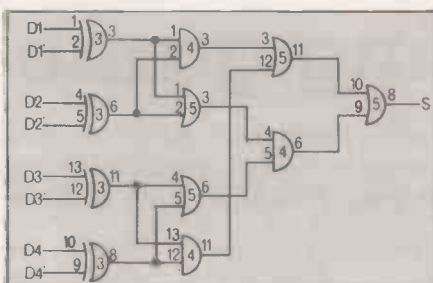 D1 1 3 3 1 4 3 3 5 11
D1' 2 2 12
D2 4 3 6 1 5 3 10 5 8 S
D2' 5 2 9
4 4 6
5
D3 13 3 11 4 5 6
D3' 12 5
D4 10 3 8 13 4 11
D4' 9 12